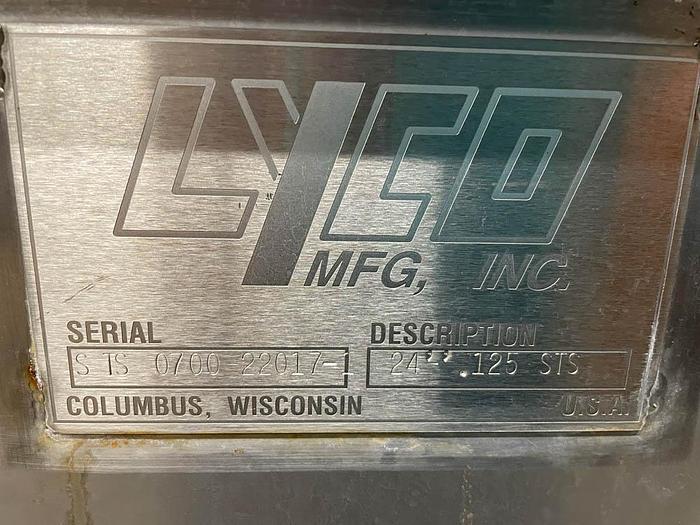 LYCO
MFG, INC.
SERIAL DESCRIPTION
STS 0700 22017-1 24".125 STS
COLUMBUS, WISCONSIN U.S.A.